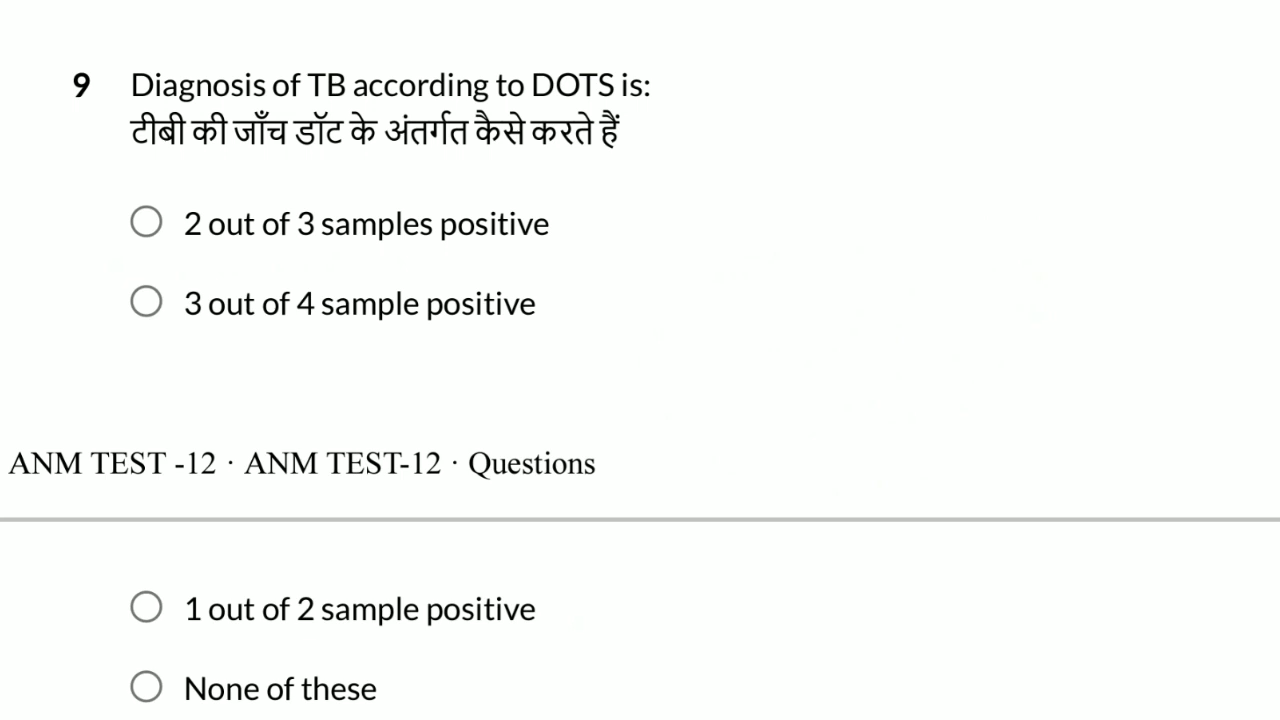 9 Diagnosis of TB according to DOTS is:
टीबी की जाँच डॉट के अंतर्गत कैसे करते हैं
2 out of 3 samples positive
3 out of 4 sample positive
ANM TEST -12 · ANM TEST-12 · Questions
1 out of 2 sample positive
None of these